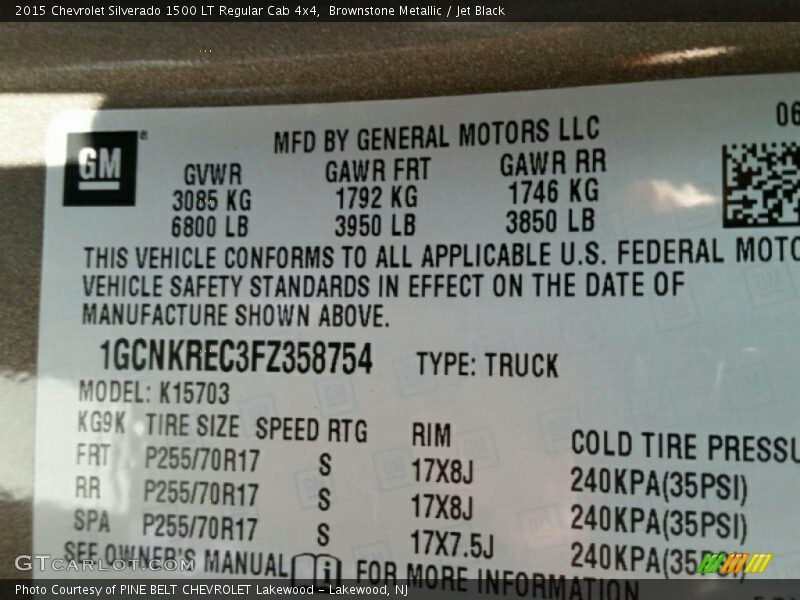 2015 Chevrolet Silverado 1500 LT Regular Cab 4x4,  Brownstone Metallic / Jet Black
06
GM®
MFD BY GENERAL MOTORS LLC
GVWR GAWR FRT GAWR RR
3085 KG 1792 KG 1746 KG
6800 LB 3950 LB 3850 LB
THIS VEHICLE CONFORMS TO ALL APPLICABLE U.S. FEDERAL MOTO
VEHICLE SAFETY STANDARDS IN EFFECT ON THE DATE OF
MANUFACTURE SHOWN ABOVE.
1GCNKREC3FZ358754 TYPE: TRUCK
MODEL: K15703
KG9K TIRE SIZE SPEED RTG RIM COLD TIRE PRESSU
FRT P255/70R17 S 17X8J 240KPA(35PSI)
RR P255/70R17 S 17X8J 240KPA(35PSI)
SPA P255/70R17 S 17X7.5J 240KPA(35PSI)
SEE OWNER'S MANUAL FOR MORE INFORMATION
GTCarLot.com
Photo Courtesy of PINE BELT CHEVROLET Lakewood - Lakewood, NJ